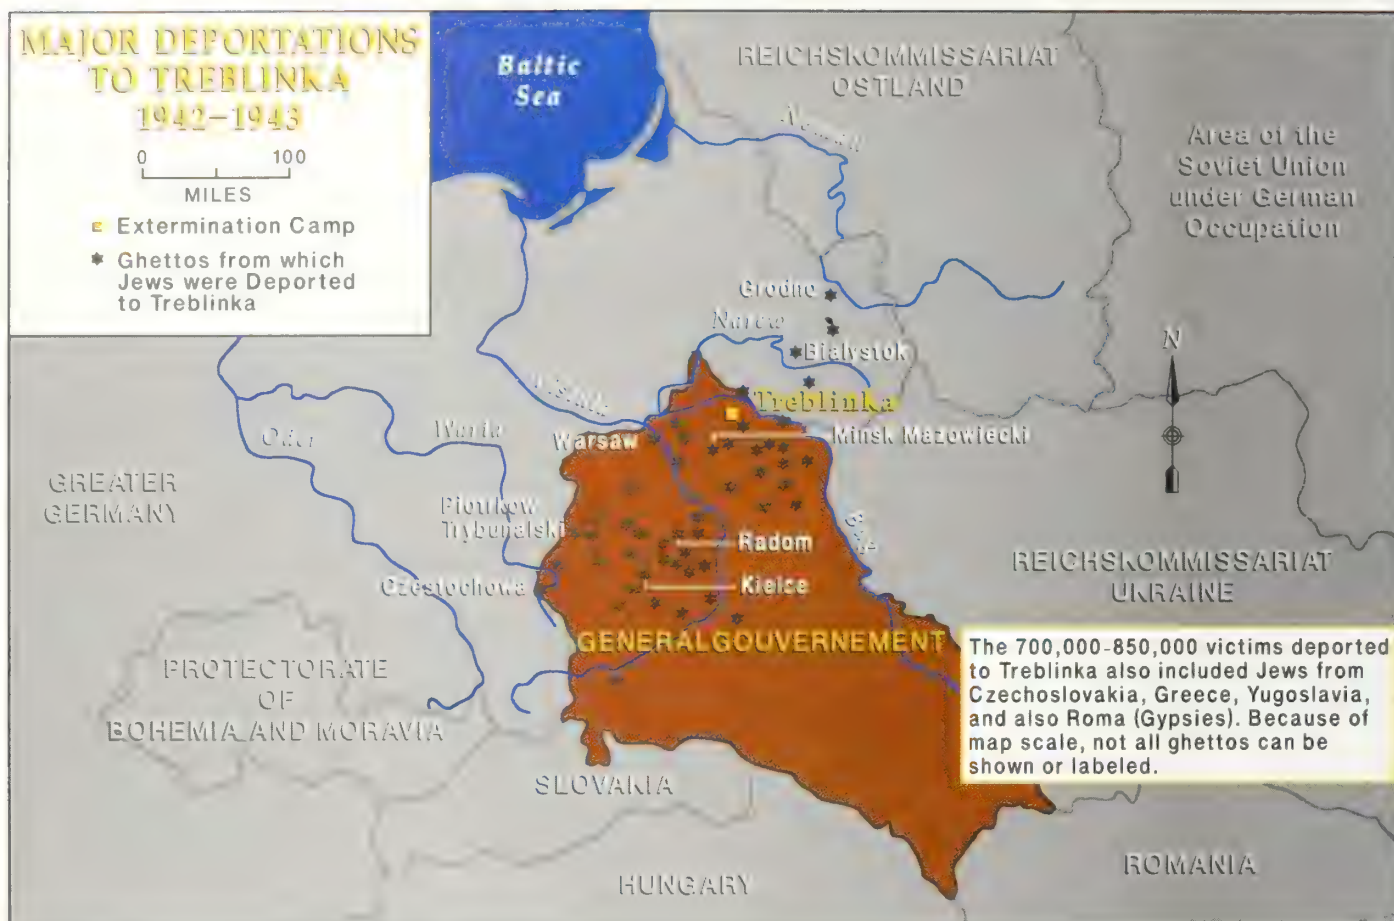 MAJOR DEPORTATIONS
TO TREBLINKA
1942–1943
0 100
MILES
Extermination Camp
Ghettos from which
Jews were Deported
to Treblinka
Baltic
Sea
REICHSKOMMISSARIAT
OSTLAND
Area of the
Soviet Union
under German
Occupation
Neman
Grodno
Narew
Bialystok
N
Vistula
Treblinka
Warsaw
Minsk Mazowiecki
Oder
Warta
GREATER
GERMANY
Piotrkow
Trybunalski
Radom
Bug
Czestochowa
Kielce
REICHSKOMMISSARIAT
UKRAINE
GENERALGOUVERNEMENT
PROTECTORATE
OF
BOHEMIA AND MORAVIA
The 700,000-850,000 victims deported
to Treblinka also included Jews from
Czechoslovakia, Greece, Yugoslavia,
and also Roma (Gypsies). Because of
map scale, not all ghettos can be
shown or labeled.
SLOVAKIA
HUNGARY
ROMANIA